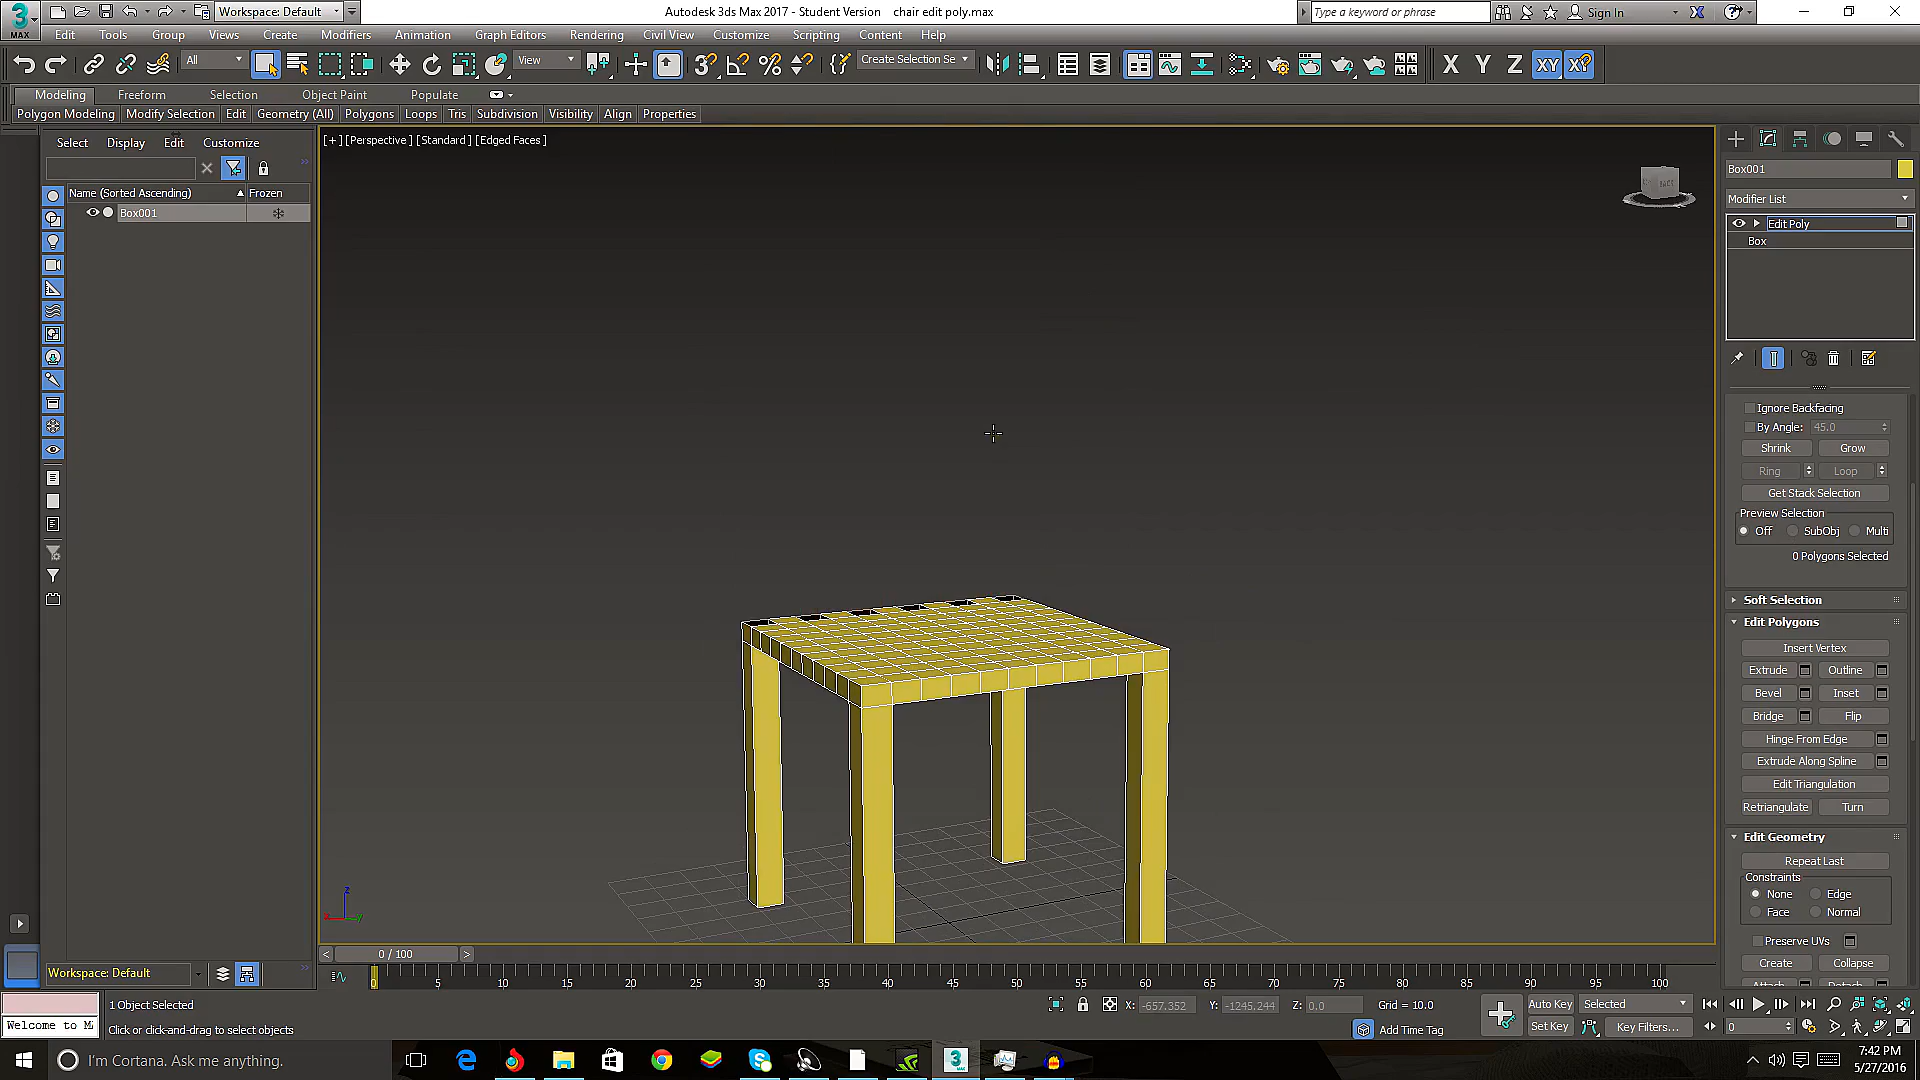 3 MAX
Workspace: Default
Autodesk 3ds Max 2017 - Student Version chair edit poly.max
Type a keyword or phrase
Sign In
Edit Tools Group Views Create Modifiers Animation Graph Editors Rendering Civil View Customize Scripting Content Help
All
View
Create Selection Se
X Y Z XY
Modeling Freeform Selection Object Paint Populate
Polygon Modeling Modify Selection Edit Geometry (All) Polygons Loops Tris Subdivision Visibility Align Properties
Select Display Edit Customize
Name (Sorted Ascending) Frozen
Box001
[+] [Perspective] [Standard] [Edged Faces]
Box001
Modifier List
Edit Poly
Box
Ignore Backfacing
By Angle: 45.0
Shrink Grow
Ring Loop
Get Stack Selection
Preview Selection
Off SubObj Multi
0 Polygons Selected
Soft Selection
Edit Polygons
Insert Vertex
Extrude Outline
Bevel Inset
Bridge Flip
Hinge From Edge
Extrude Along Spline
Edit Triangulation
Retriangulate Turn
Edit Geometry
Repeat Last
Constraints
None Edge
Face Normal
Preserve UVs
Create Collapse
Attach Detach
z
x y
< 0 / 100 >
Workspace: Default
0 5 10 15 20 25 30 35 40 45 50 55 60 65 70 75 80 85 90 95 100
1 Object Selected
X: -657.352 Y: -1245.244 Z: 0.0 Grid = 10.0
Auto Key Selected
Welcome to M
Click or click-and-drag to select objects
Add Time Tag
Set Key Key Filters...
0
I'm Cortana. Ask me anything.
7:42 PM
5/27/2016